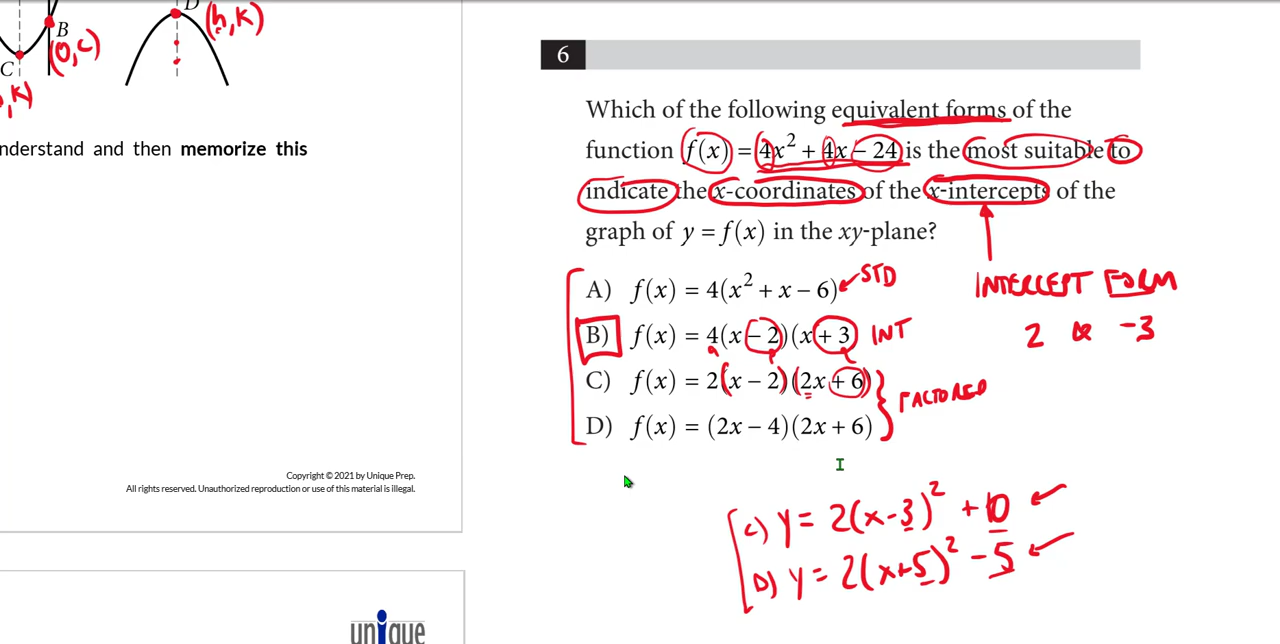 D
(h,k)
B
(0,c)
C
,k)
nderstand and then memorize this
Copyright © 2021 by Unique Prep.
All rights reserved. Unauthorized reproduction or use of this material is illegal.
unique
6
Which of the following equivalent forms of the
function f(x) = 4x² + 4x − 24 is the most suitable to
indicate the x-coordinates of the x-intercepts of the
graph of y = f(x) in the xy-plane?
A) f(x) = 4(x² + x − 6) STD
B) f(x) = 4(x − 2)(x + 3) INT
C) f(x) = 2(x − 2)(2x + 6)
D) f(x) = (2x − 4)(2x + 6)
FACTORED
INTERCEPT FORM
2 & -3
C) y = 2(x-3)² + 10
D) y = 2(x+5)² - 5